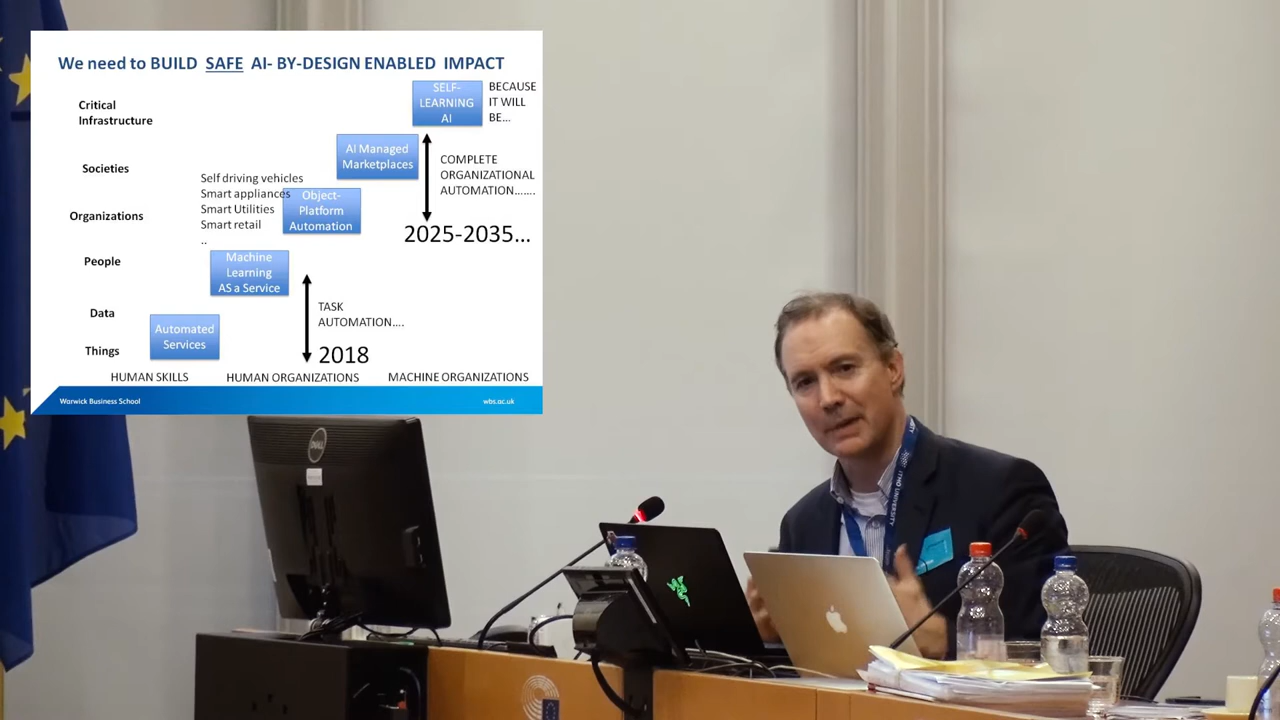 We need to BUILD SAFE AI- BY-DESIGN ENABLED IMPACT
Critical
Infrastructure
SELF-
LEARNING
AI
BECAUSE
IT WILL
BE...
Societies
AI Managed
Marketplaces
COMPLETE
ORGANIZATIONAL
AUTOMATION.......
Self driving vehicles
Smart appliances
Smart Utilities
Smart retail
..
Organizations
Object-
Platform
Automation
2025-2035...
People
Machine
Learning
AS a Service
Data
TASK
AUTOMATION....
Things
Automated
Services
2018
HUMAN SKILLS
HUMAN ORGANIZATIONS
MACHINE ORGANIZATIONS
Warwick Business School
wbs.ac.uk
DELL
ITMO UNIVERSITY